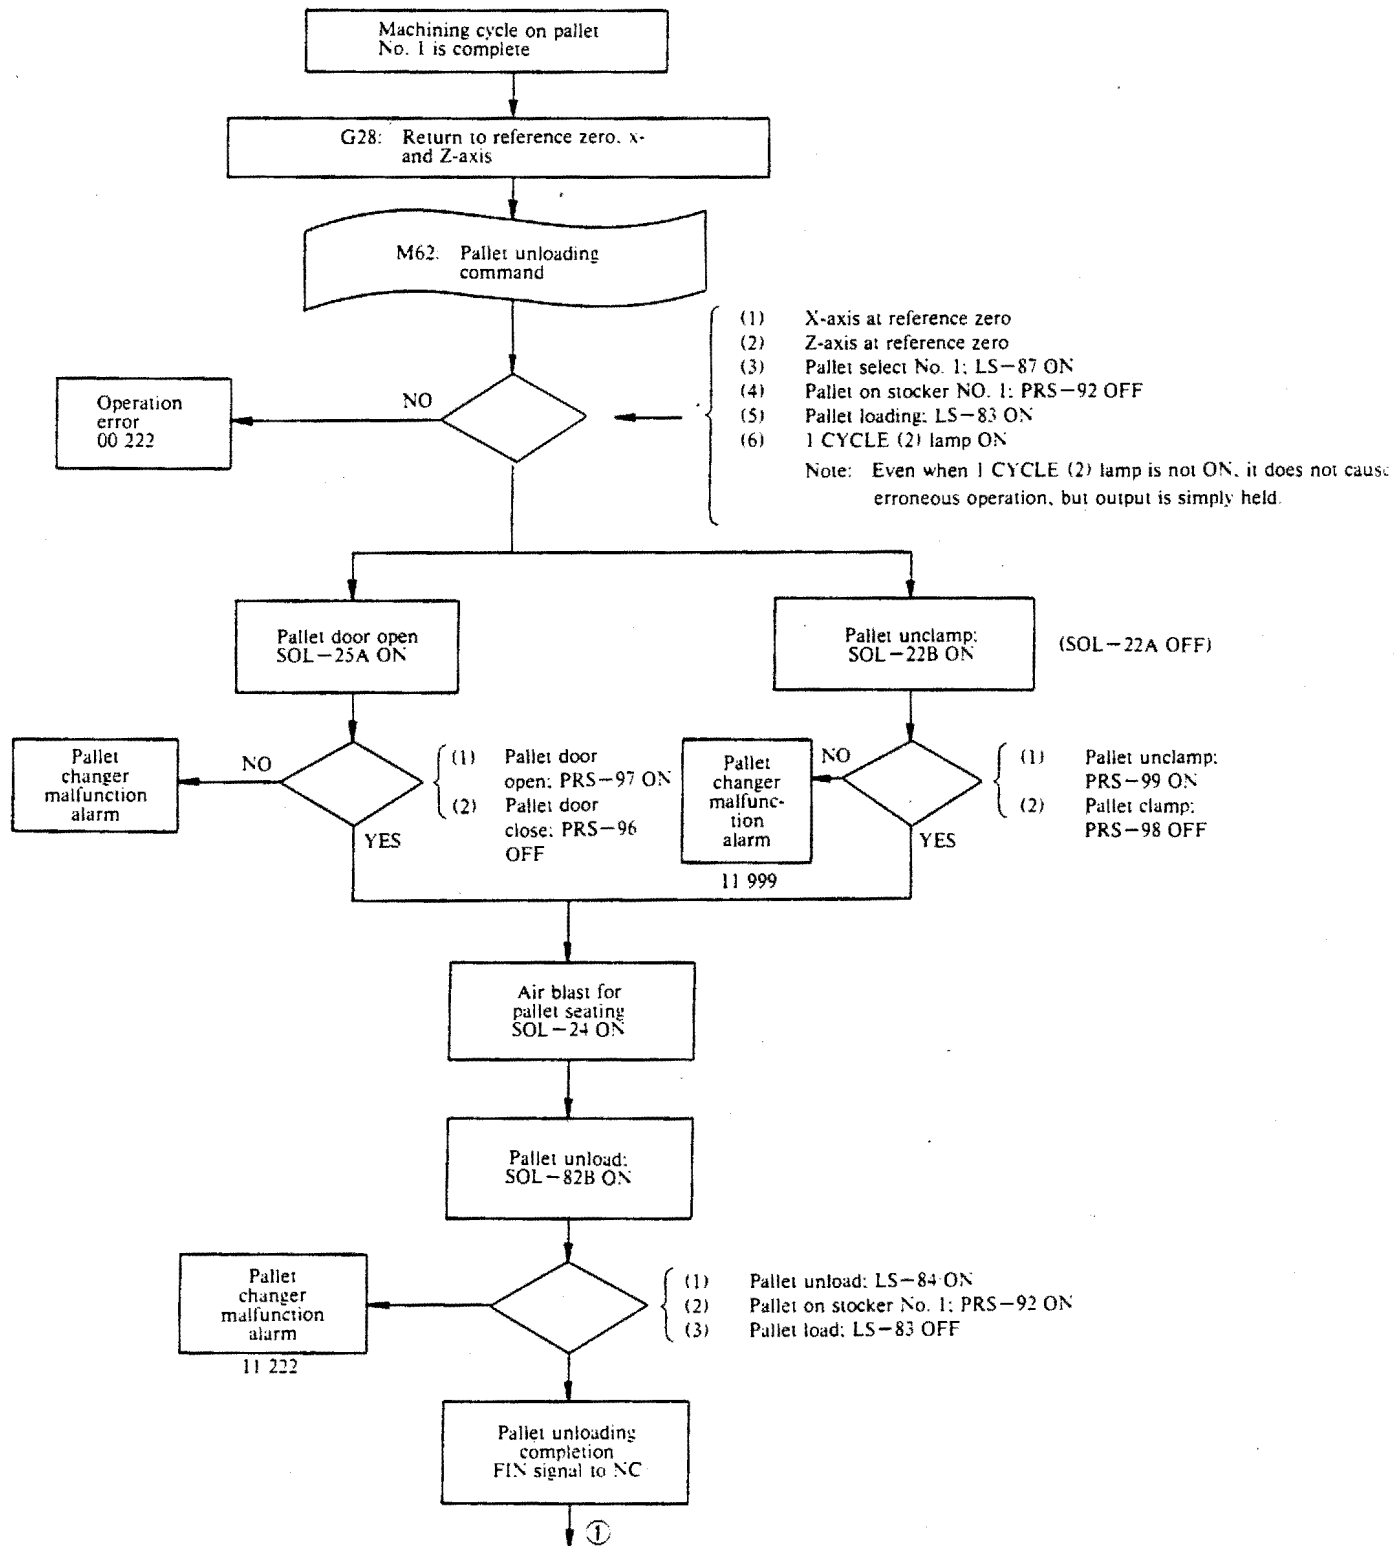 Machining cycle on pallet
No. 1 is complete
G28: Return to reference zero, x-
and Z-axis
M62: Pallet unloading
command
(1) X-axis at reference zero
(2) Z-axis at reference zero
(3) Pallet select No. 1: LS-87 ON
(4) Pallet on stocker NO. 1: PRS-92 OFF
(5) Pallet loading: LS-83 ON
(6) 1 CYCLE (2) lamp ON
Note: Even when 1 CYCLE (2) lamp is not ON, it does not cause
erroneous operation, but output is simply held.
NO
Operation
error
00 222
Pallet door open
SOL-25A ON
Pallet unclamp:
SOL-22B ON
(SOL-22A OFF)
Pallet
changer
malfunction
alarm
NO
(1) Pallet door
open: PRS-97 ON
(2) Pallet door
close: PRS-96
OFF
YES
Pallet
changer
malfunc-
tion
alarm
11 999
NO
(1) Pallet unclamp:
PRS-99 ON
(2) Pallet clamp:
PRS-98 OFF
YES
Air blast for
pallet seating
SOL-24 ON
Pallet unload:
SOL-82B ON
Pallet
changer
malfunction
alarm
11 222
(1) Pallet unload: LS-84 ON
(2) Pallet on stocker No. 1: PRS-92 ON
(3) Pallet load: LS-83 OFF
Pallet unloading
completion
FIN signal to NC
①